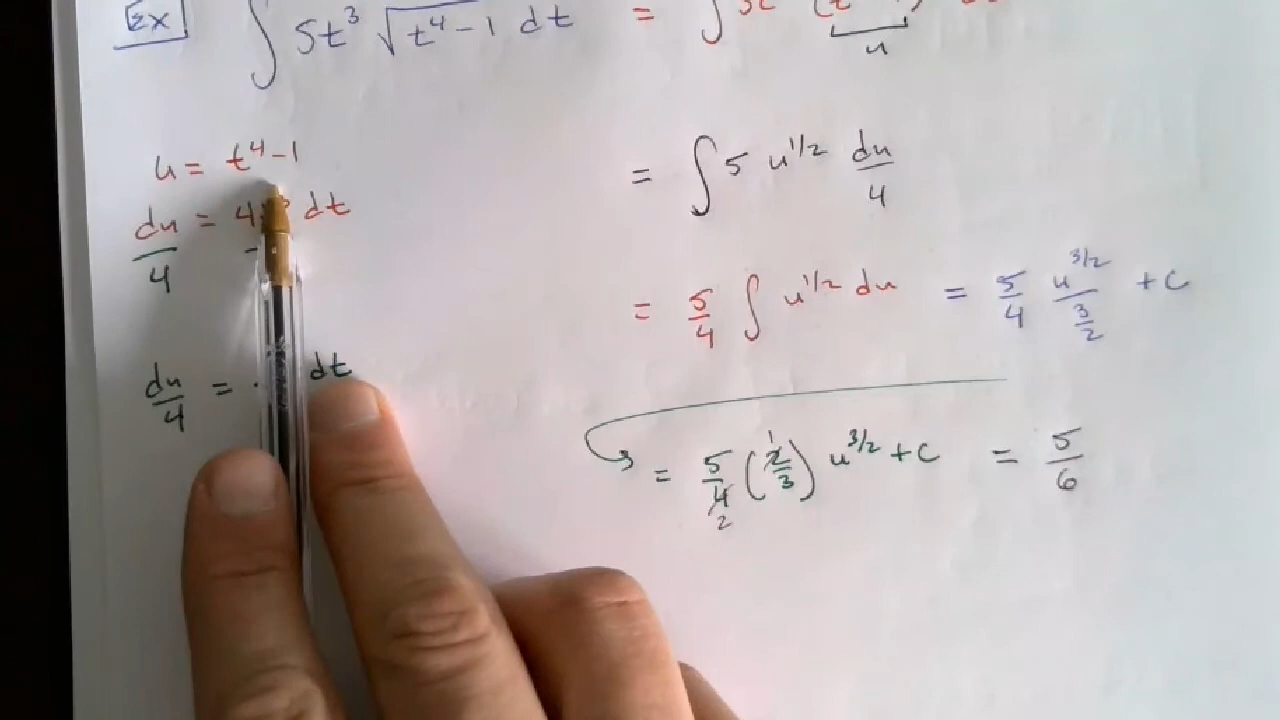 Ex ∫ 5t³ √(t⁴-1) dt = ∫
u
u = t⁴-1
du = 4 dt
4
du/4 = dt
= ∫ 5 u^(1/2) du/4
= 5/4 ∫ u^(1/2) du = 5/4 u^(3/2)/(3/2) + C
= 5/4 (2/3) u^(3/2) + C = 5/6
1
2